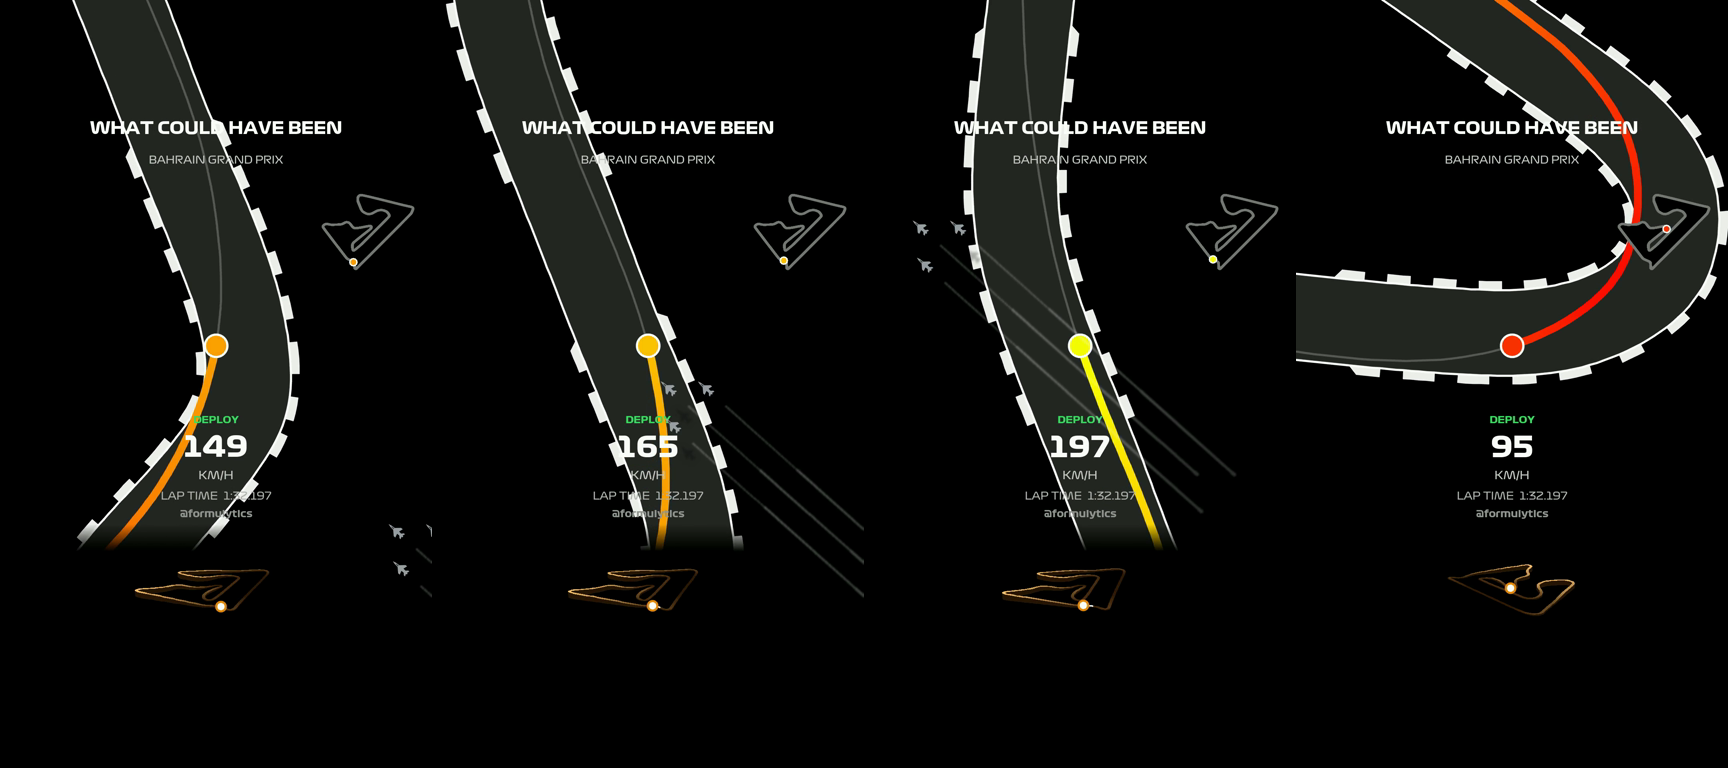 WHAT COULD HAVE BEEN
BAHRAIN GRAND PRIX
DEPLOY
149
KM/H
LAP TIME 1:32.197
@formulytics
WHAT COULD HAVE BEEN
BAHRAIN GRAND PRIX
DEPLOY
165
KM/H
LAP TIME 1:32.197
@formulytics
WHAT COULD HAVE BEEN
BAHRAIN GRAND PRIX
DEPLOY
197
KM/H
LAP TIME 1:32.197
@formulytics
WHAT COULD HAVE BEEN
BAHRAIN GRAND PRIX
DEPLOY
95
KM/H
LAP TIME 1:32.197
@formulytics